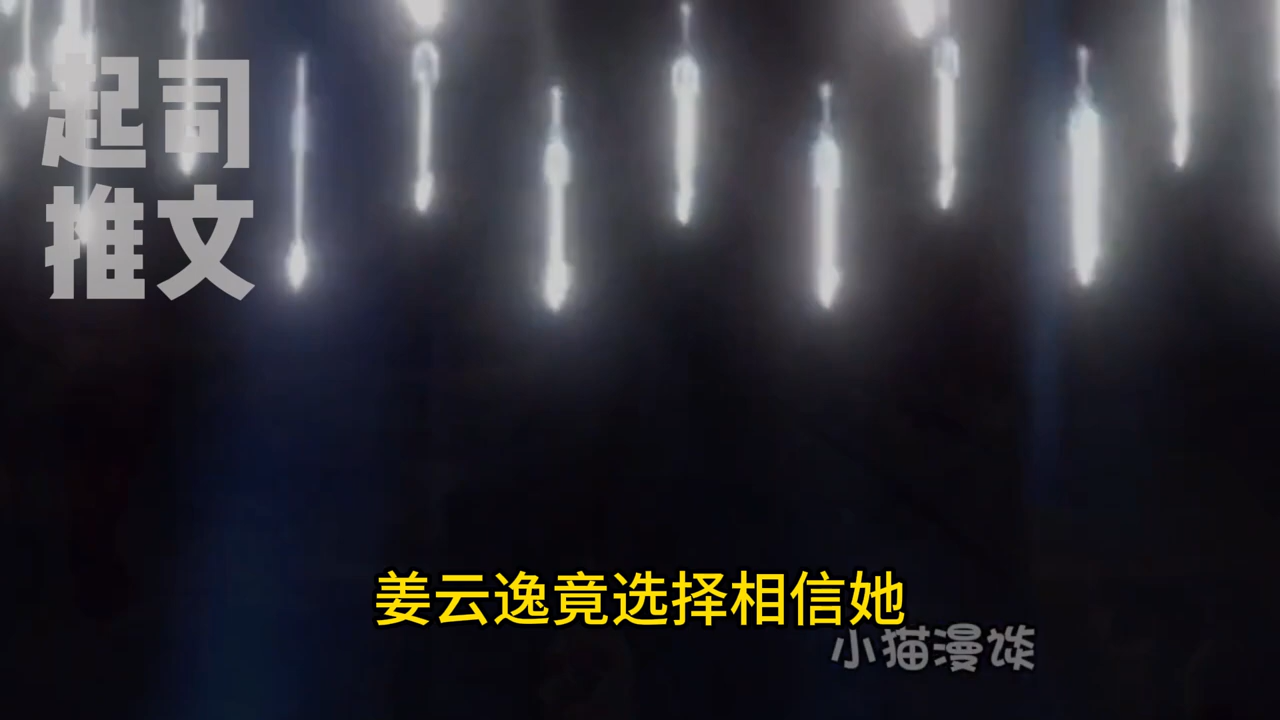 起司
推文
姜云逸竟选择相信她
小猫漫谈